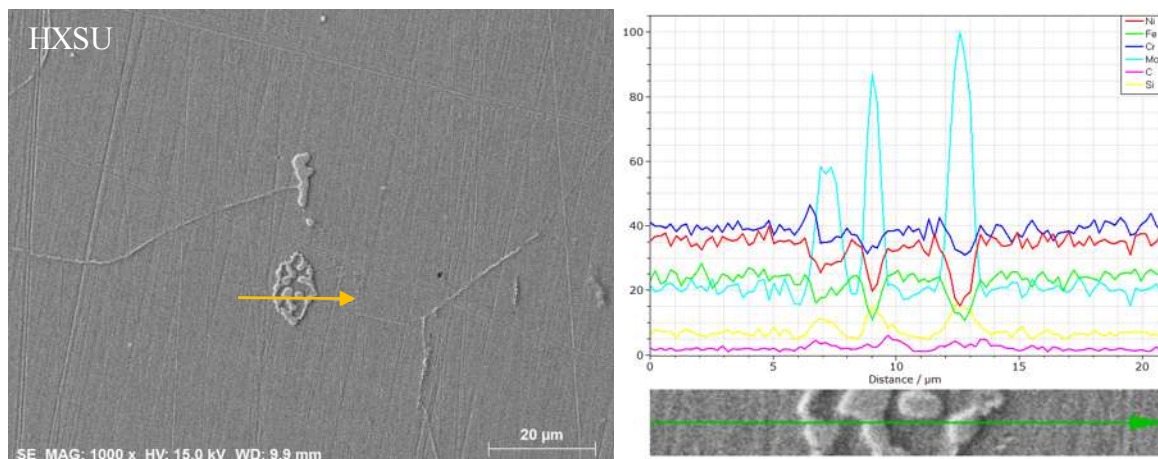 HXSU
20 µm
SE MAG: 1000 x HV: 15.0 kV WD: 9.9 mm
Ni
Fe
Cr
Mo
C
Si
100
80
60
40
20
0
0 5 10 15 20
Distance / µm